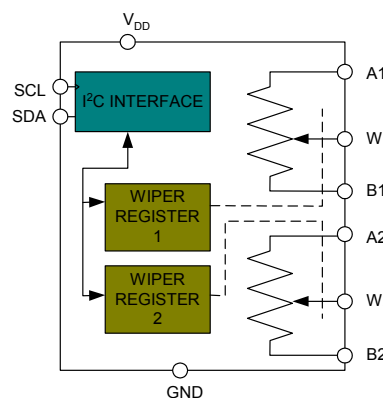 VDD
SCL
SDA
I²C INTERFACE
A1
W
B1
WIPER
REGISTER
1
A2
WIPER
REGISTER
2
W
B2
GND